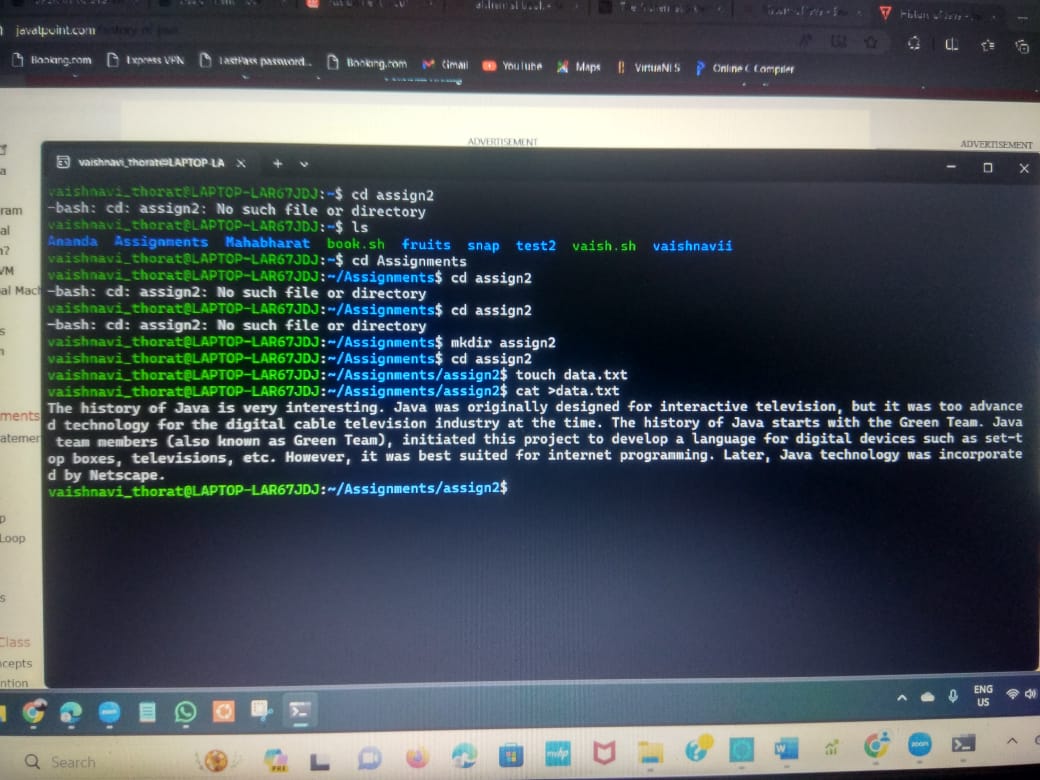 javatpoint.com
Booking.com
Express VPN
LastPass password...
Booking.com
Gmail
YouTube
Maps
Online C Compiler
ADVERTISEMENT
ADVERTISEMENT
vaishnavi_thorat@LAPTOP-LA
vaishnavi_thorat@LAPTOP-LAR67JDJ:~$ cd assign2
-bash: cd: assign2: No such file or directory
vaishnavi_thorat@LAPTOP-LAR67JDJ:~$ ls
Ananda Assignments Mahabharat book.sh fruits snap test2 vaish.sh vaishnavii
vaishnavi_thorat@LAPTOP-LAR67JDJ:~$ cd Assignments
vaishnavi_thorat@LAPTOP-LAR67JDJ:~/Assignments$ cd assign2
-bash: cd: assign2: No such file or directory
vaishnavi_thorat@LAPTOP-LAR67JDJ:~/Assignments$ cd assign2
-bash: cd: assign2: No such file or directory
vaishnavi_thorat@LAPTOP-LAR67JDJ:~/Assignments$ mkdir assign2
vaishnavi_thorat@LAPTOP-LAR67JDJ:~/Assignments$ cd assign2
vaishnavi_thorat@LAPTOP-LAR67JDJ:~/Assignments/assign2$ touch data.txt
vaishnavi_thorat@LAPTOP-LAR67JDJ:~/Assignments/assign2$ cat >data.txt
The history of Java is very interesting. Java was originally designed for interactive television, but it was too advance
d technology for the digital cable television industry at the time. The history of Java starts with the Green Team. Java
team members (also known as Green Team), initiated this project to develop a language for digital devices such as set-t
op boxes, televisions, etc. However, it was best suited for internet programming. Later, Java technology was incorporate
d by Netscape.
vaishnavi_thorat@LAPTOP-LAR67JDJ:~/Assignments/assign2$
ram
al
VM
al Mach
ments
atemen
Loop
Class
ncepts
ntion
ENG
US
Search
zoom